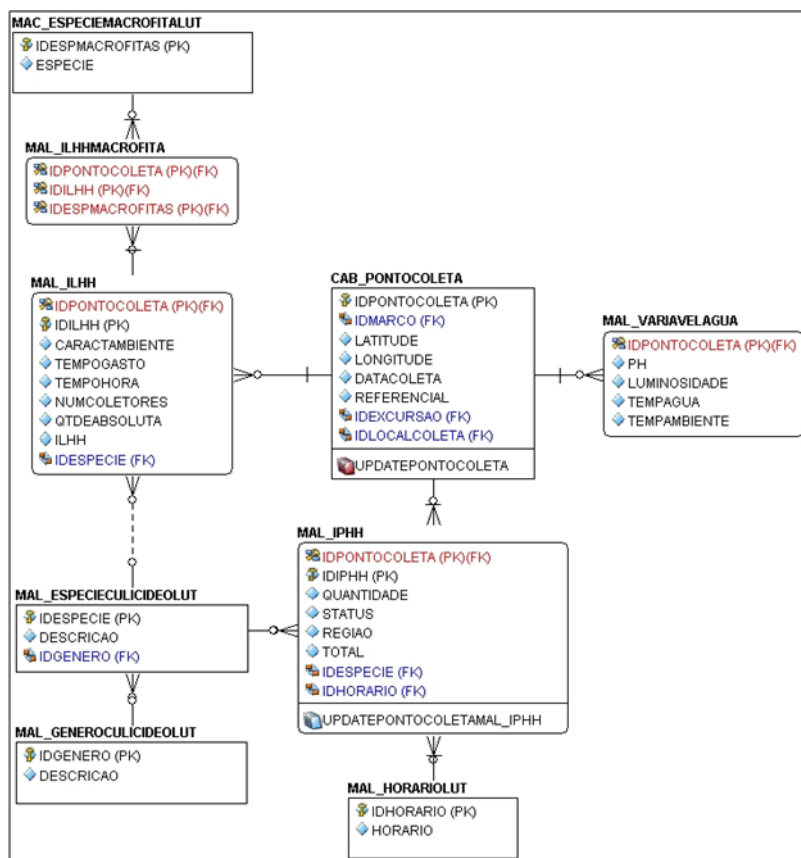 MAC_ESPECIEMACROFITALUT
IDESPMACROFITAS (PK)
ESPECIE
MAL_ILHHMACROFITA
IDPONTOCOLETA (PK)(FK)
IDILHH (PK)(FK)
IDESPMACROFITAS (PK)(FK)
MAL_ILHH
IDPONTOCOLETA (PK)(FK)
IDILHH (PK)
CARACTAMBIENTE
TEMPOGASTO
TEMPOHORA
NUMCOLETORES
QTDEABSOLUTA
ILHH
IDESPECIE (FK)
CAB_PONTOCOLETA
IDPONTOCOLETA (PK)
IDMARCO (FK)
LATITUDE
LONGITUDE
DATACOLETA
REFERENCIAL
IDEXCURSAO (FK)
IDLOCALCOLETA (FK)
UPDATEPONTOCOLETA
MAL_VARIAVELAGUA
IDPONTOCOLETA (PK)(FK)
PH
LUMINOSIDADE
TEMPAGUA
TEMPAMBIENTE
MAL_IPHH
IDPONTOCOLETA (PK)(FK)
IDIPHH (PK)
QUANTIDADE
STATUS
REGIAO
TOTAL
IDESPECIE (FK)
IDHORARIO (FK)
UPDATEPONTOCOLETAMAL_IPHH
MAL_ESPECIECULICIDEOLUT
IDESPECIE (PK)
DESCRICAO
IDGENERO (FK)
MAL_GENEROCULICIDEOLUT
IDGENERO (PK)
DESCRICAO
MAL_HORARIOLUT
IDHORARIO (PK)
HORARIO